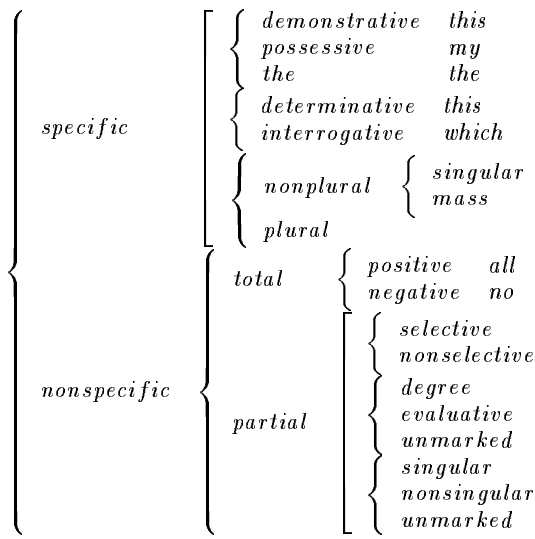 demonstrative this
possessive my
the the
determinative this
specific
interrogative which
singular
nonplural
mass
plural
positive all
total
negative no
selective
nonselective
degree
nonspecific
evaluative
partial
unmarked
singular
nonsingular
unmarked